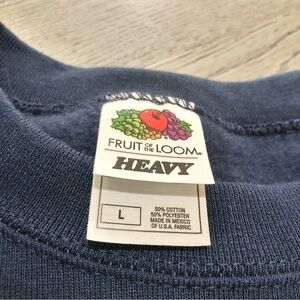 FRUIT OF THE LOOM®
HEAVY
L
50% COTTON
50% POLYESTER
MADE IN MEXICO
OF U.S.A. FABRIC